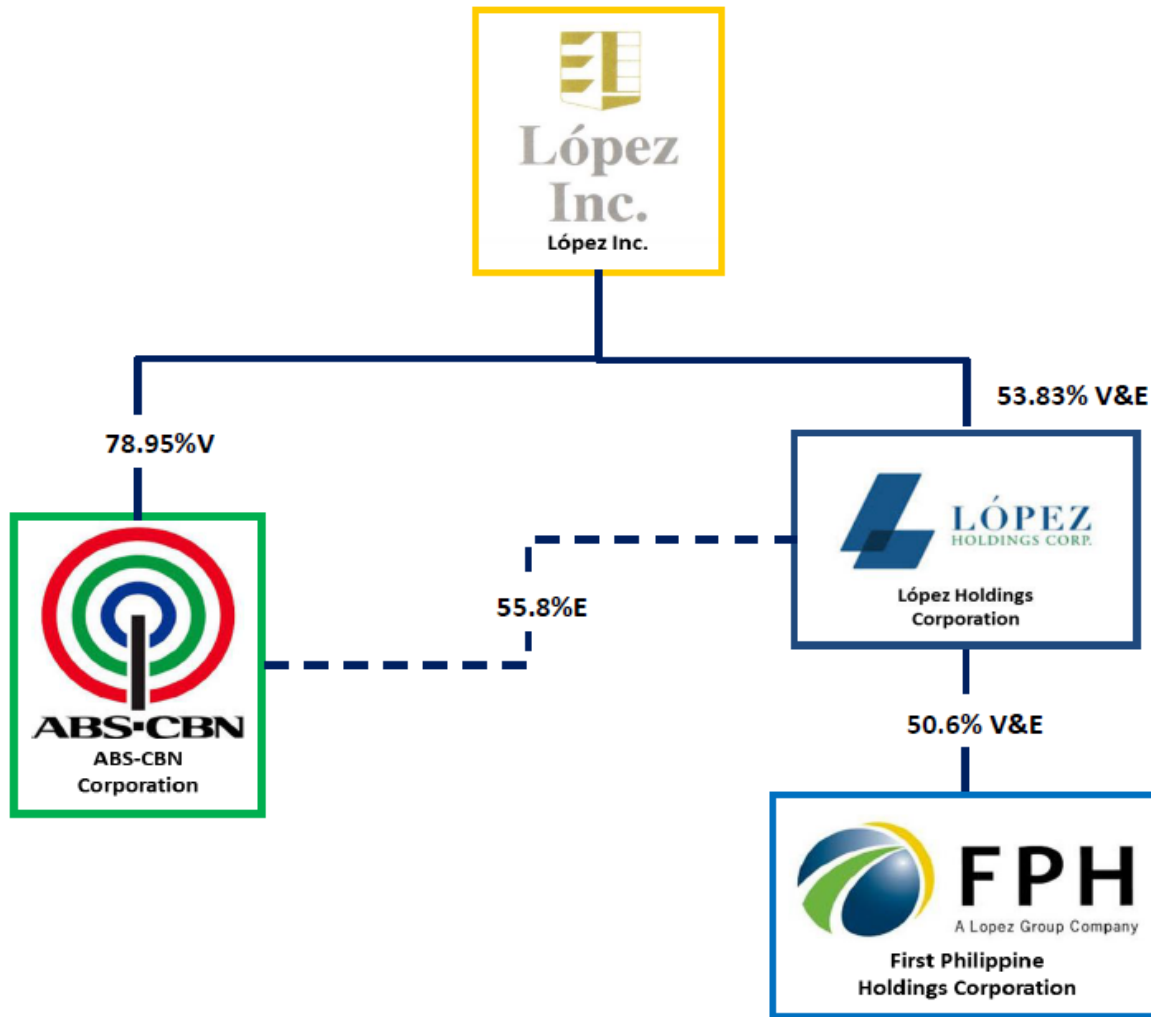 López
Inc.
López Inc.
53.83% V&E
78.95%V
LÓPEZ
HOLDINGS CORP.
López Holdings
Corporation
55.8%E
ABS-CBN
ABS-CBN
Corporation
50.6% V&E
FPH
A Lopez Group Company
First Philippine
Holdings Corporation